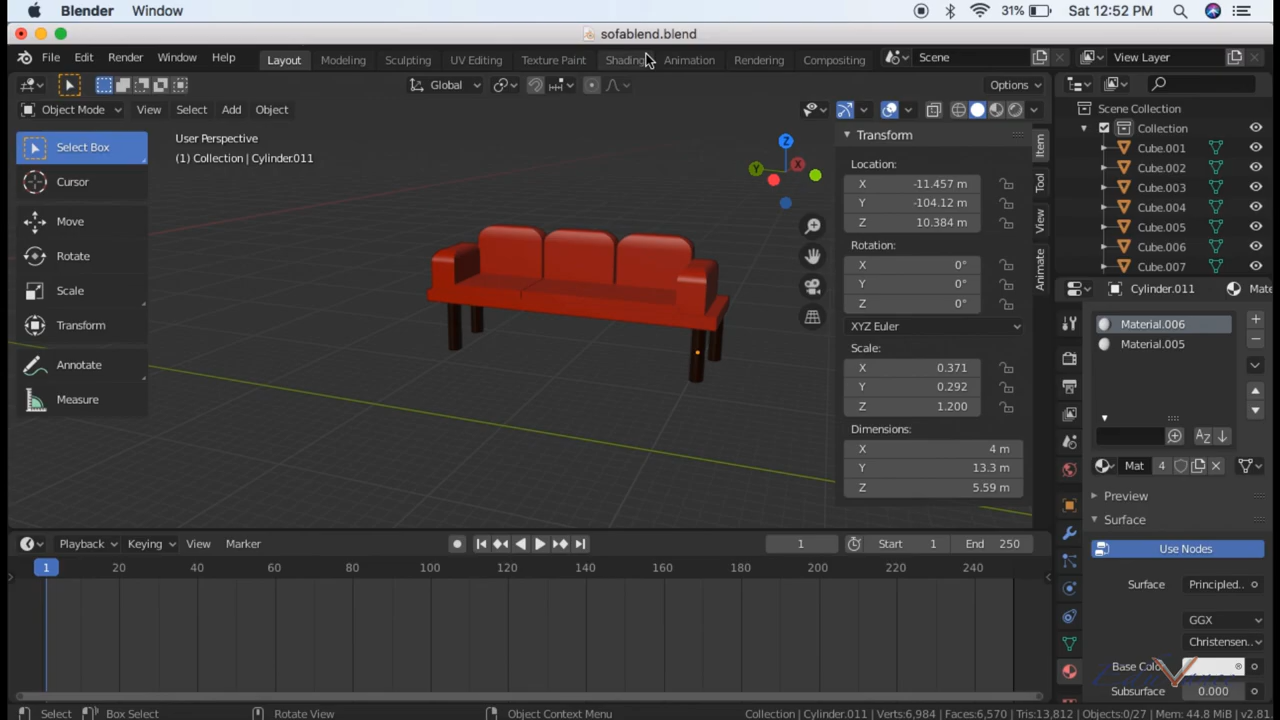 Blender Window 31% Sat 12:52 PM
sofablend.blend
File Edit Render Window Help Layout Modeling Sculpting UV Editing Texture Paint Shading Animation Rendering Compositing Scene View Layer
Global Options
Object Mode View Select Add Object
Select Box
Cursor
Move
Rotate
Scale
Transform
Annotate
Measure
User Perspective
(1) Collection | Cylinder.011
Z
X
Y
Transform
Location:
X -11.457 m
Y -104.12 m
Z 10.384 m
Rotation:
X 0°
Y 0°
Z 0°
XYZ Euler
Scale:
X 0.371
Y 0.292
Z 1.200
Dimensions:
X 4 m
Y 13.3 m
Z 5.59 m
Item
Tool
View
Animate
Scene Collection
Collection
Cube.001
Cube.002
Cube.003
Cube.004
Cube.005
Cube.006
Cube.007
Cylinder.011 Mate
Material.006
Material.005
Mat 4
Preview
Surface
Use Nodes
Surface Principled..
GGX
Christensen..
Base Colo
Subsurface 0.000
Playback Keying View Marker 1 Start 1 End 250
1 20 40 60 80 100 120 140 160 180 200 220 240
Select Box Select Rotate View Object Context Menu Collection | Cylinder.011 | Verts:6,984 | Faces:6,570 | Tris:13,812 | Objects:0/27 | Mem: 44.8 MiB | v2.81